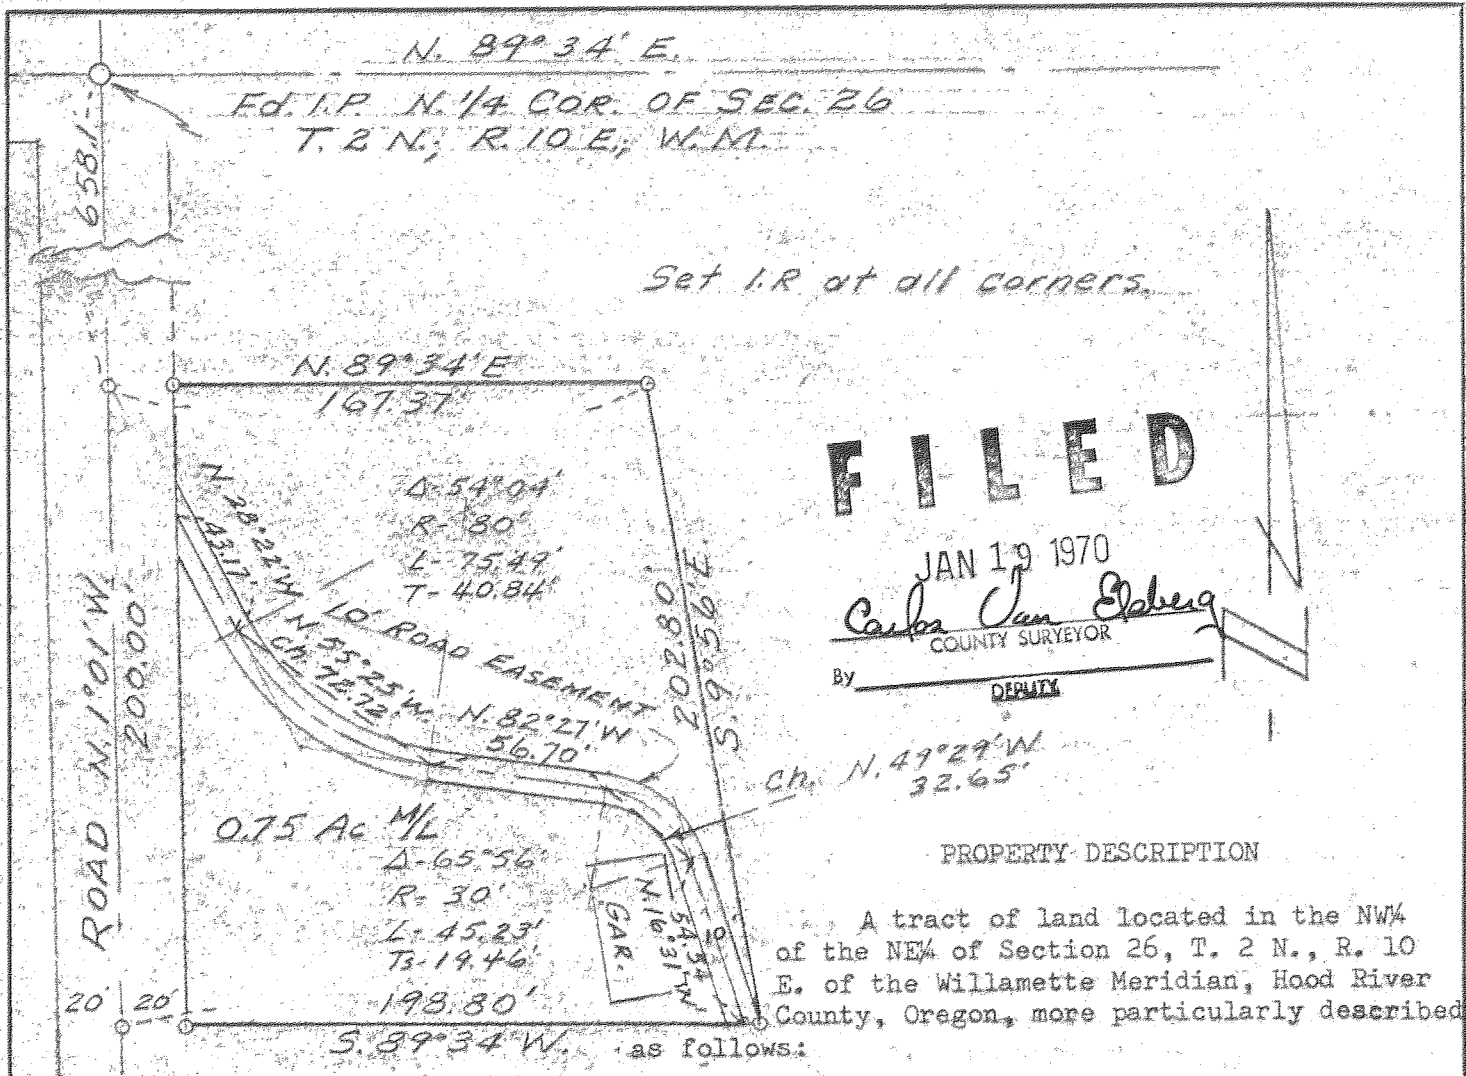 N. 89°34' E.
Fd. I.P. N. 1/4 COR. OF SEC. 26
T. 2 N.; R. 10 E.; W.M.
658.1
Set I.R at all corners.
N. 89°34' E
167.37'
FILED
JAN 19 1970
COUNTY SURVEYOR
By
DEPUTY
Δ-54°04'
R-80'
L-75.49'
T-40.84'
N. 28°22' W
43.17'
10' ROAD EASEMENT
N. 55°25' W.
Ch. 72.72'
N. 82°27' W
56.70'
202.80'
S. 9°56' E.
Ch. N. 49°29' W
32.65'
ROAD N. 1°01' W.
200.00'
0.75 Ac M/L
Δ-65°56'
R-30'
L-45.23'
Ts-19.46'
GAR.
N. 16°31' W
54.34
10'
20' 20'
198.80'
S. 89°34' W.
PROPERTY DESCRIPTION
A tract of land located in the NW¼
of the NE¼ of Section 26, T. 2 N., R. 10
E. of the Willamette Meridian, Hood River
County, Oregon, more particularly described
as follows: